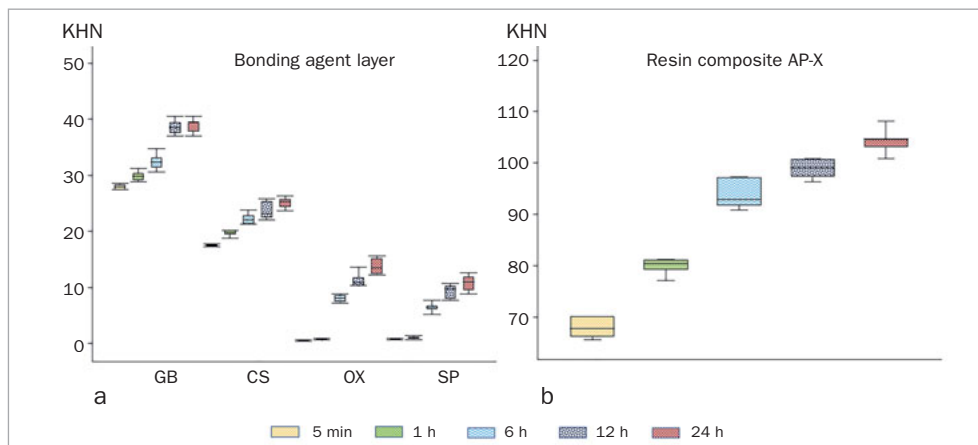 KHN
Bonding agent layer
50
40
30
20
10
0
GB CS OX SP
a
KHN
Resin composite AP-X
120
110
100
90
80
70
b
5 min 1 h 6 h 12 h 24 h